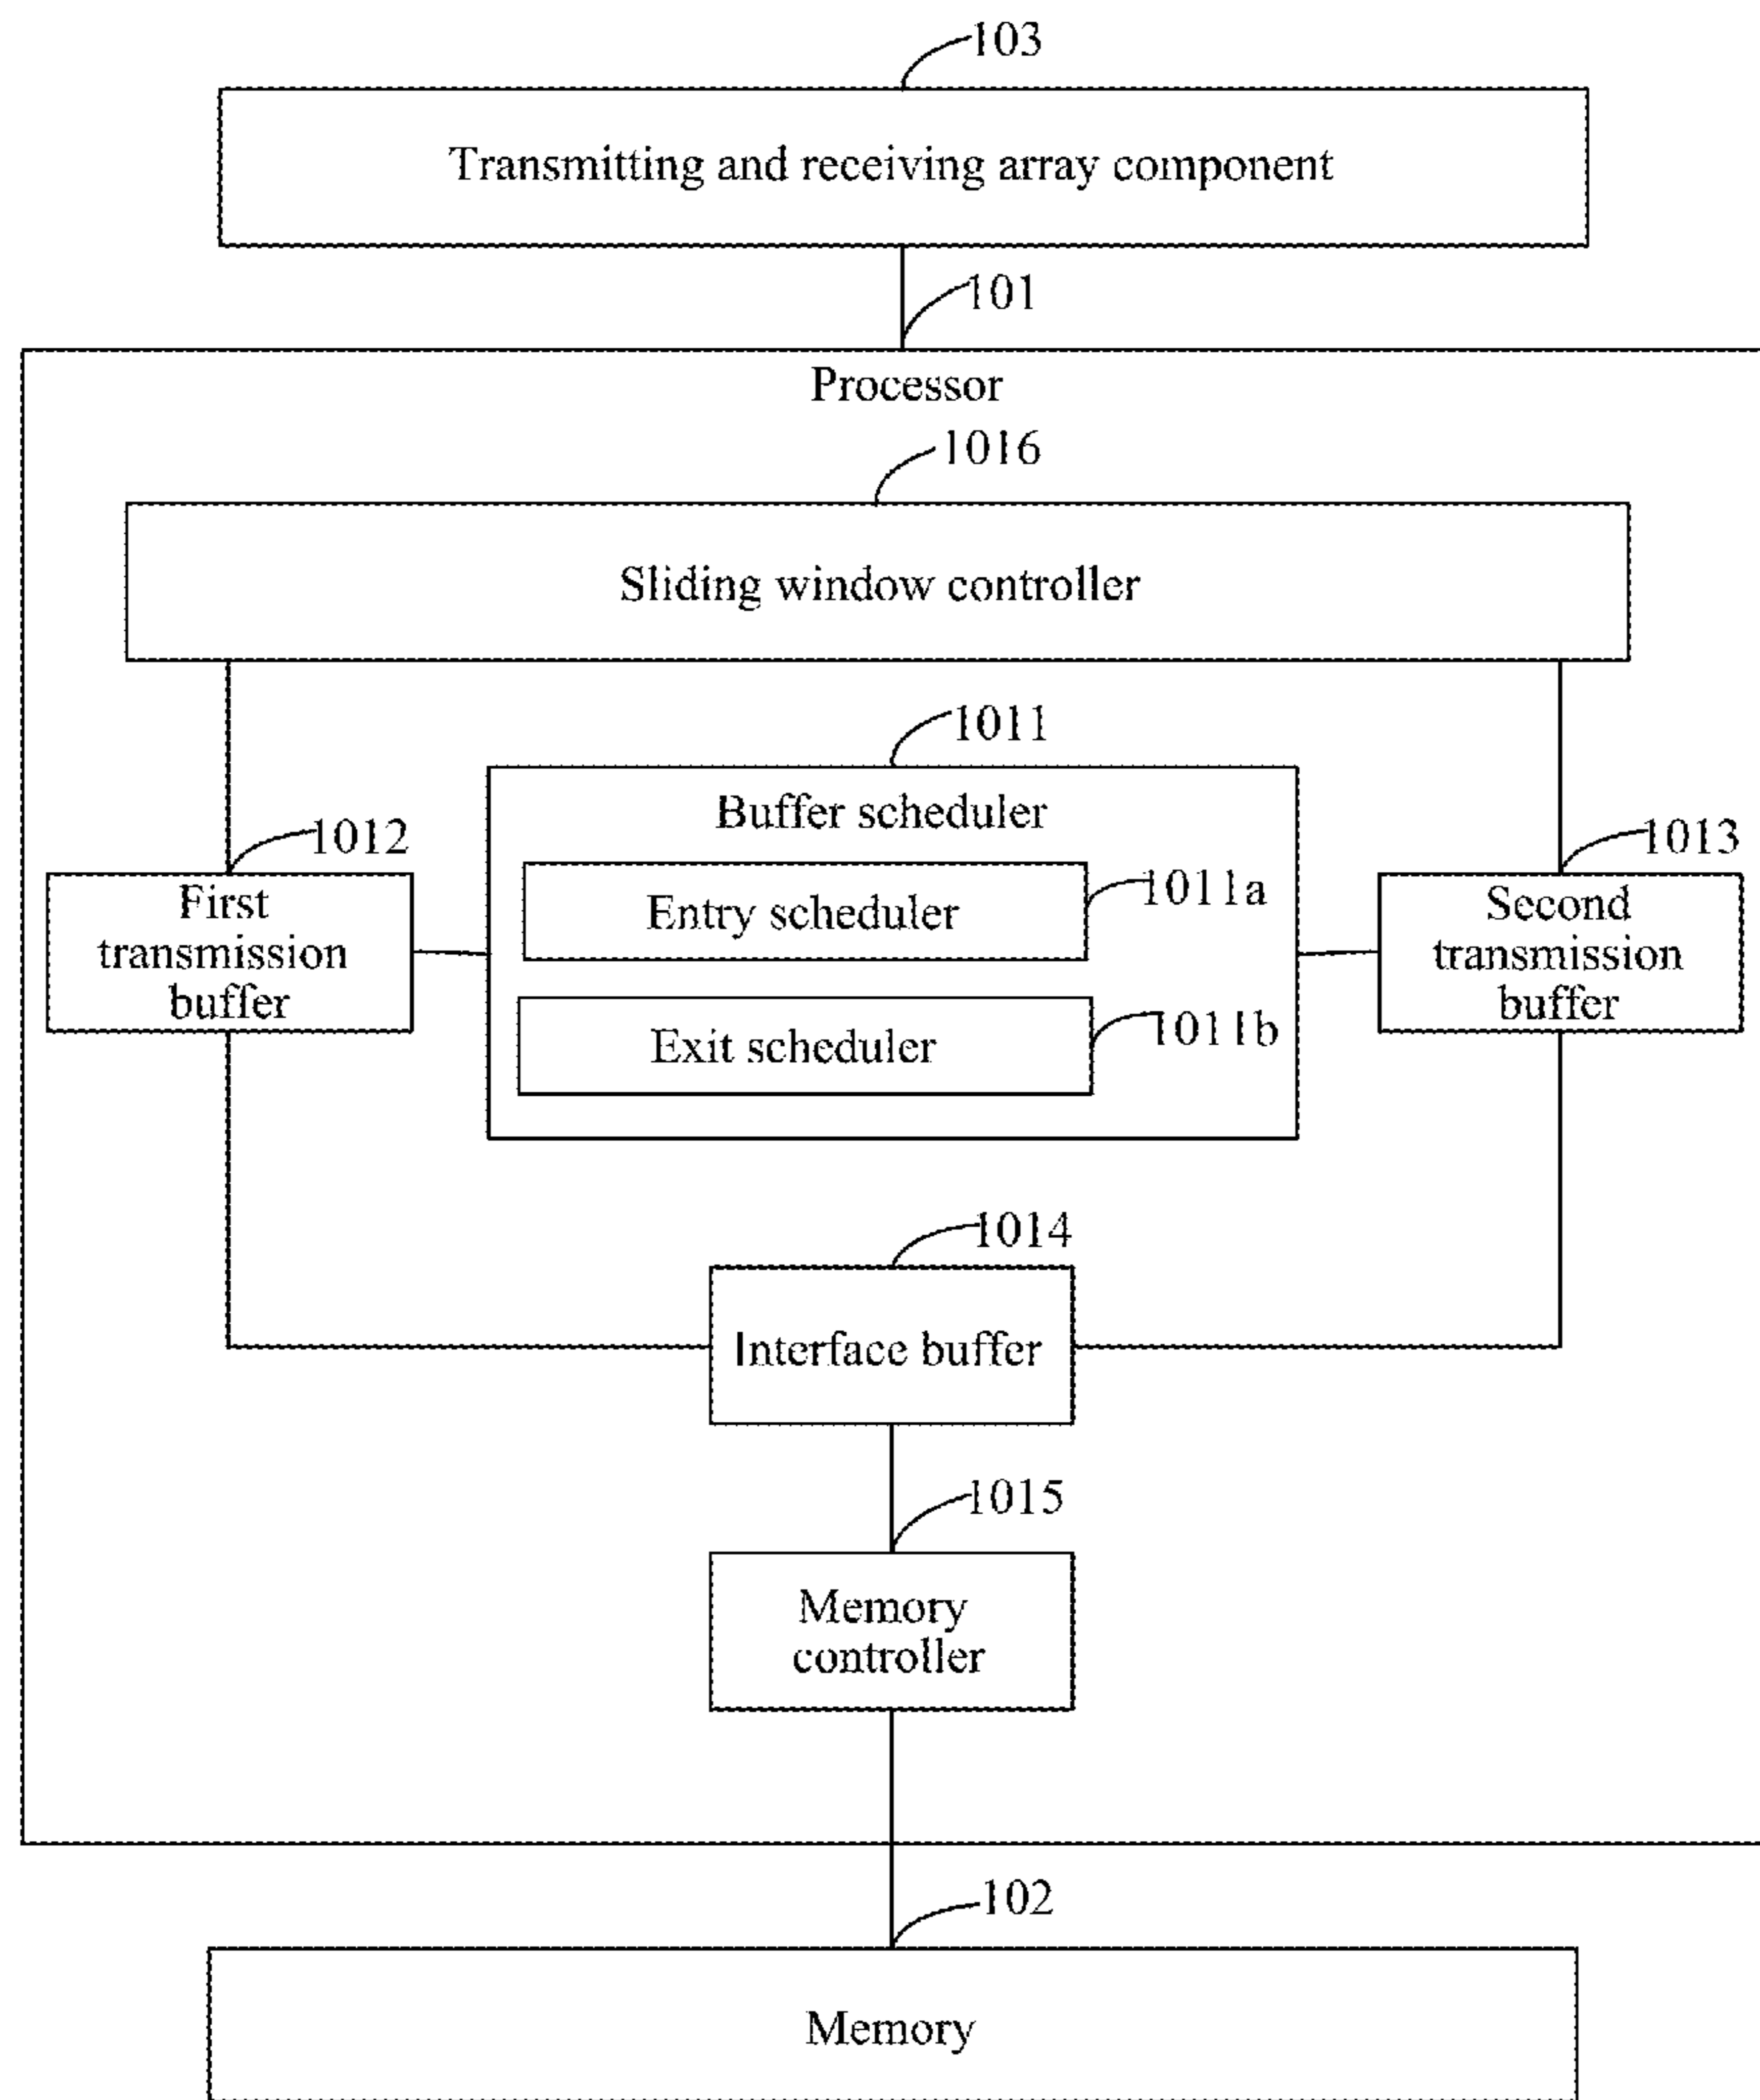 103
Transmitting and receiving array component
101
Processor
1016
Sliding window controller
1011
Buffer scheduler
1012
1013
First
transmission
buffer
Entry scheduler
1011a
Second
transmission
buffer
Exit scheduler
1011b
1014
Interface buffer
1015
Memory
controller
102
Memory